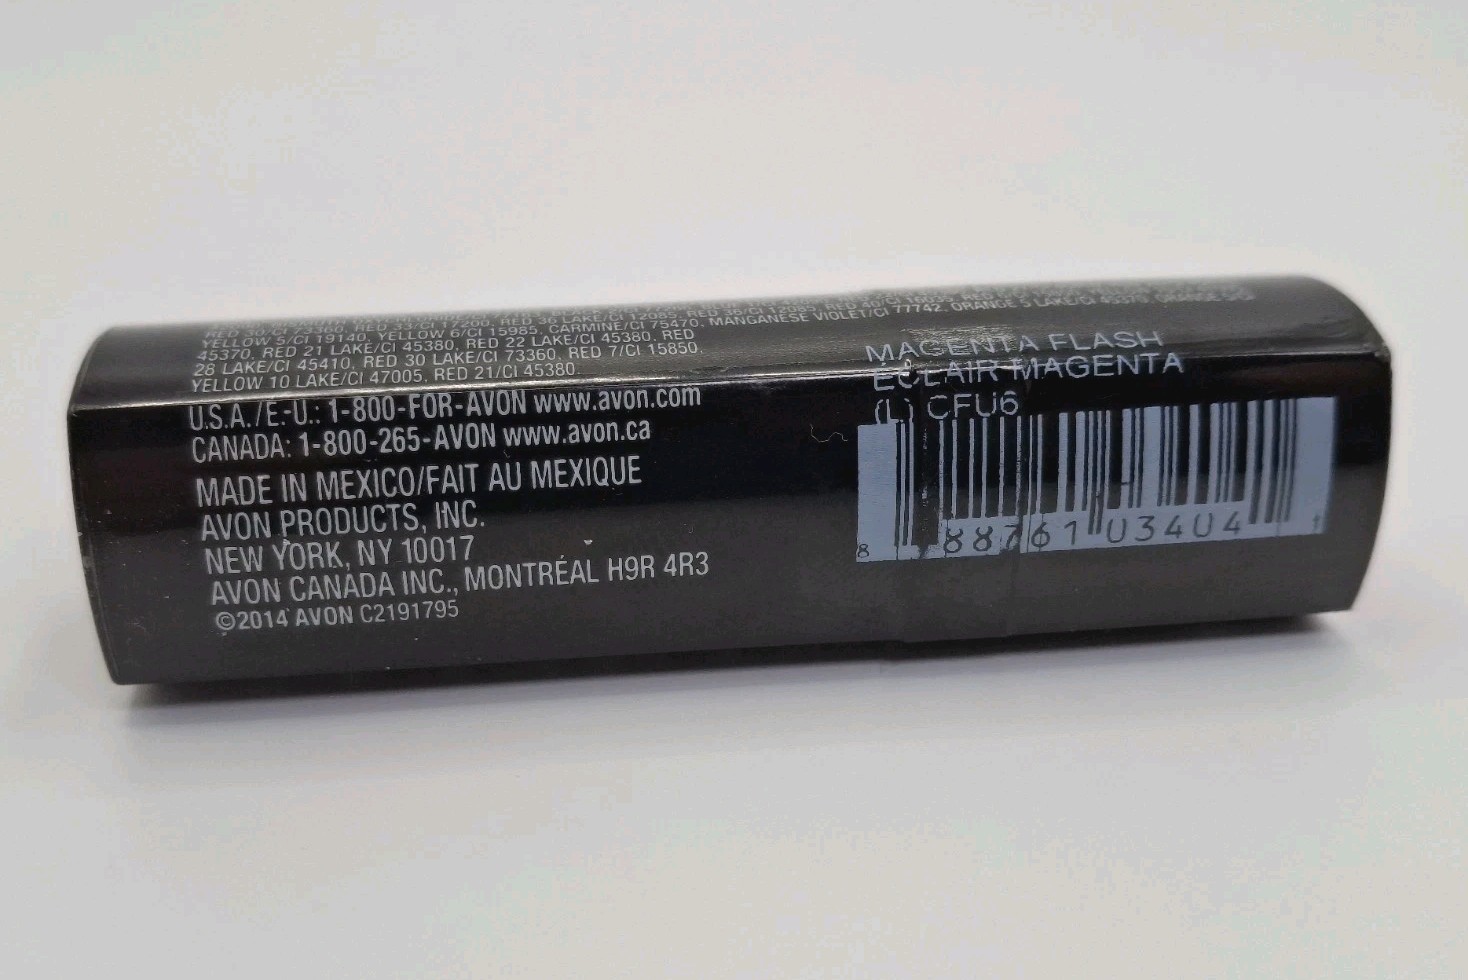 RED 30/CI 73360, RED 33/CI 17200, RED 36 LAKE/CI 12085, RED 36/CI
YELLOW 5/CI 19140, YELLOW 6/CI 15985, CARMINE/CI 75470, MANGANESE VIOLET/CI 77742, ORANGE 5 LAKE/CI 45370, ORANGE 5/CI
45370, RED 21 LAKE/CI 45380, RED 22 LAKE/CI 45380, RED
28 LAKE/CI 45410, RED 30 LAKE/CI 73360, RED 7/CI 15850,
YELLOW 10 LAKE/CI 47005, RED 21/CI 45380.
U.S.A./E-U.: 1-800-FOR-AVON www.avon.com
CANADA: 1-800-265-AVON www.avon.ca
MADE IN MEXICO/FAIT AU MEXIQUE
AVON PRODUCTS, INC.
NEW YORK, NY 10017
AVON CANADA INC., MONTRÉAL H9R 4R3
©2014 AVON C2191795
MAGENTA FLASH
ÉCLAIR MAGENTA
(L) CFU6
8 88761 03404 1